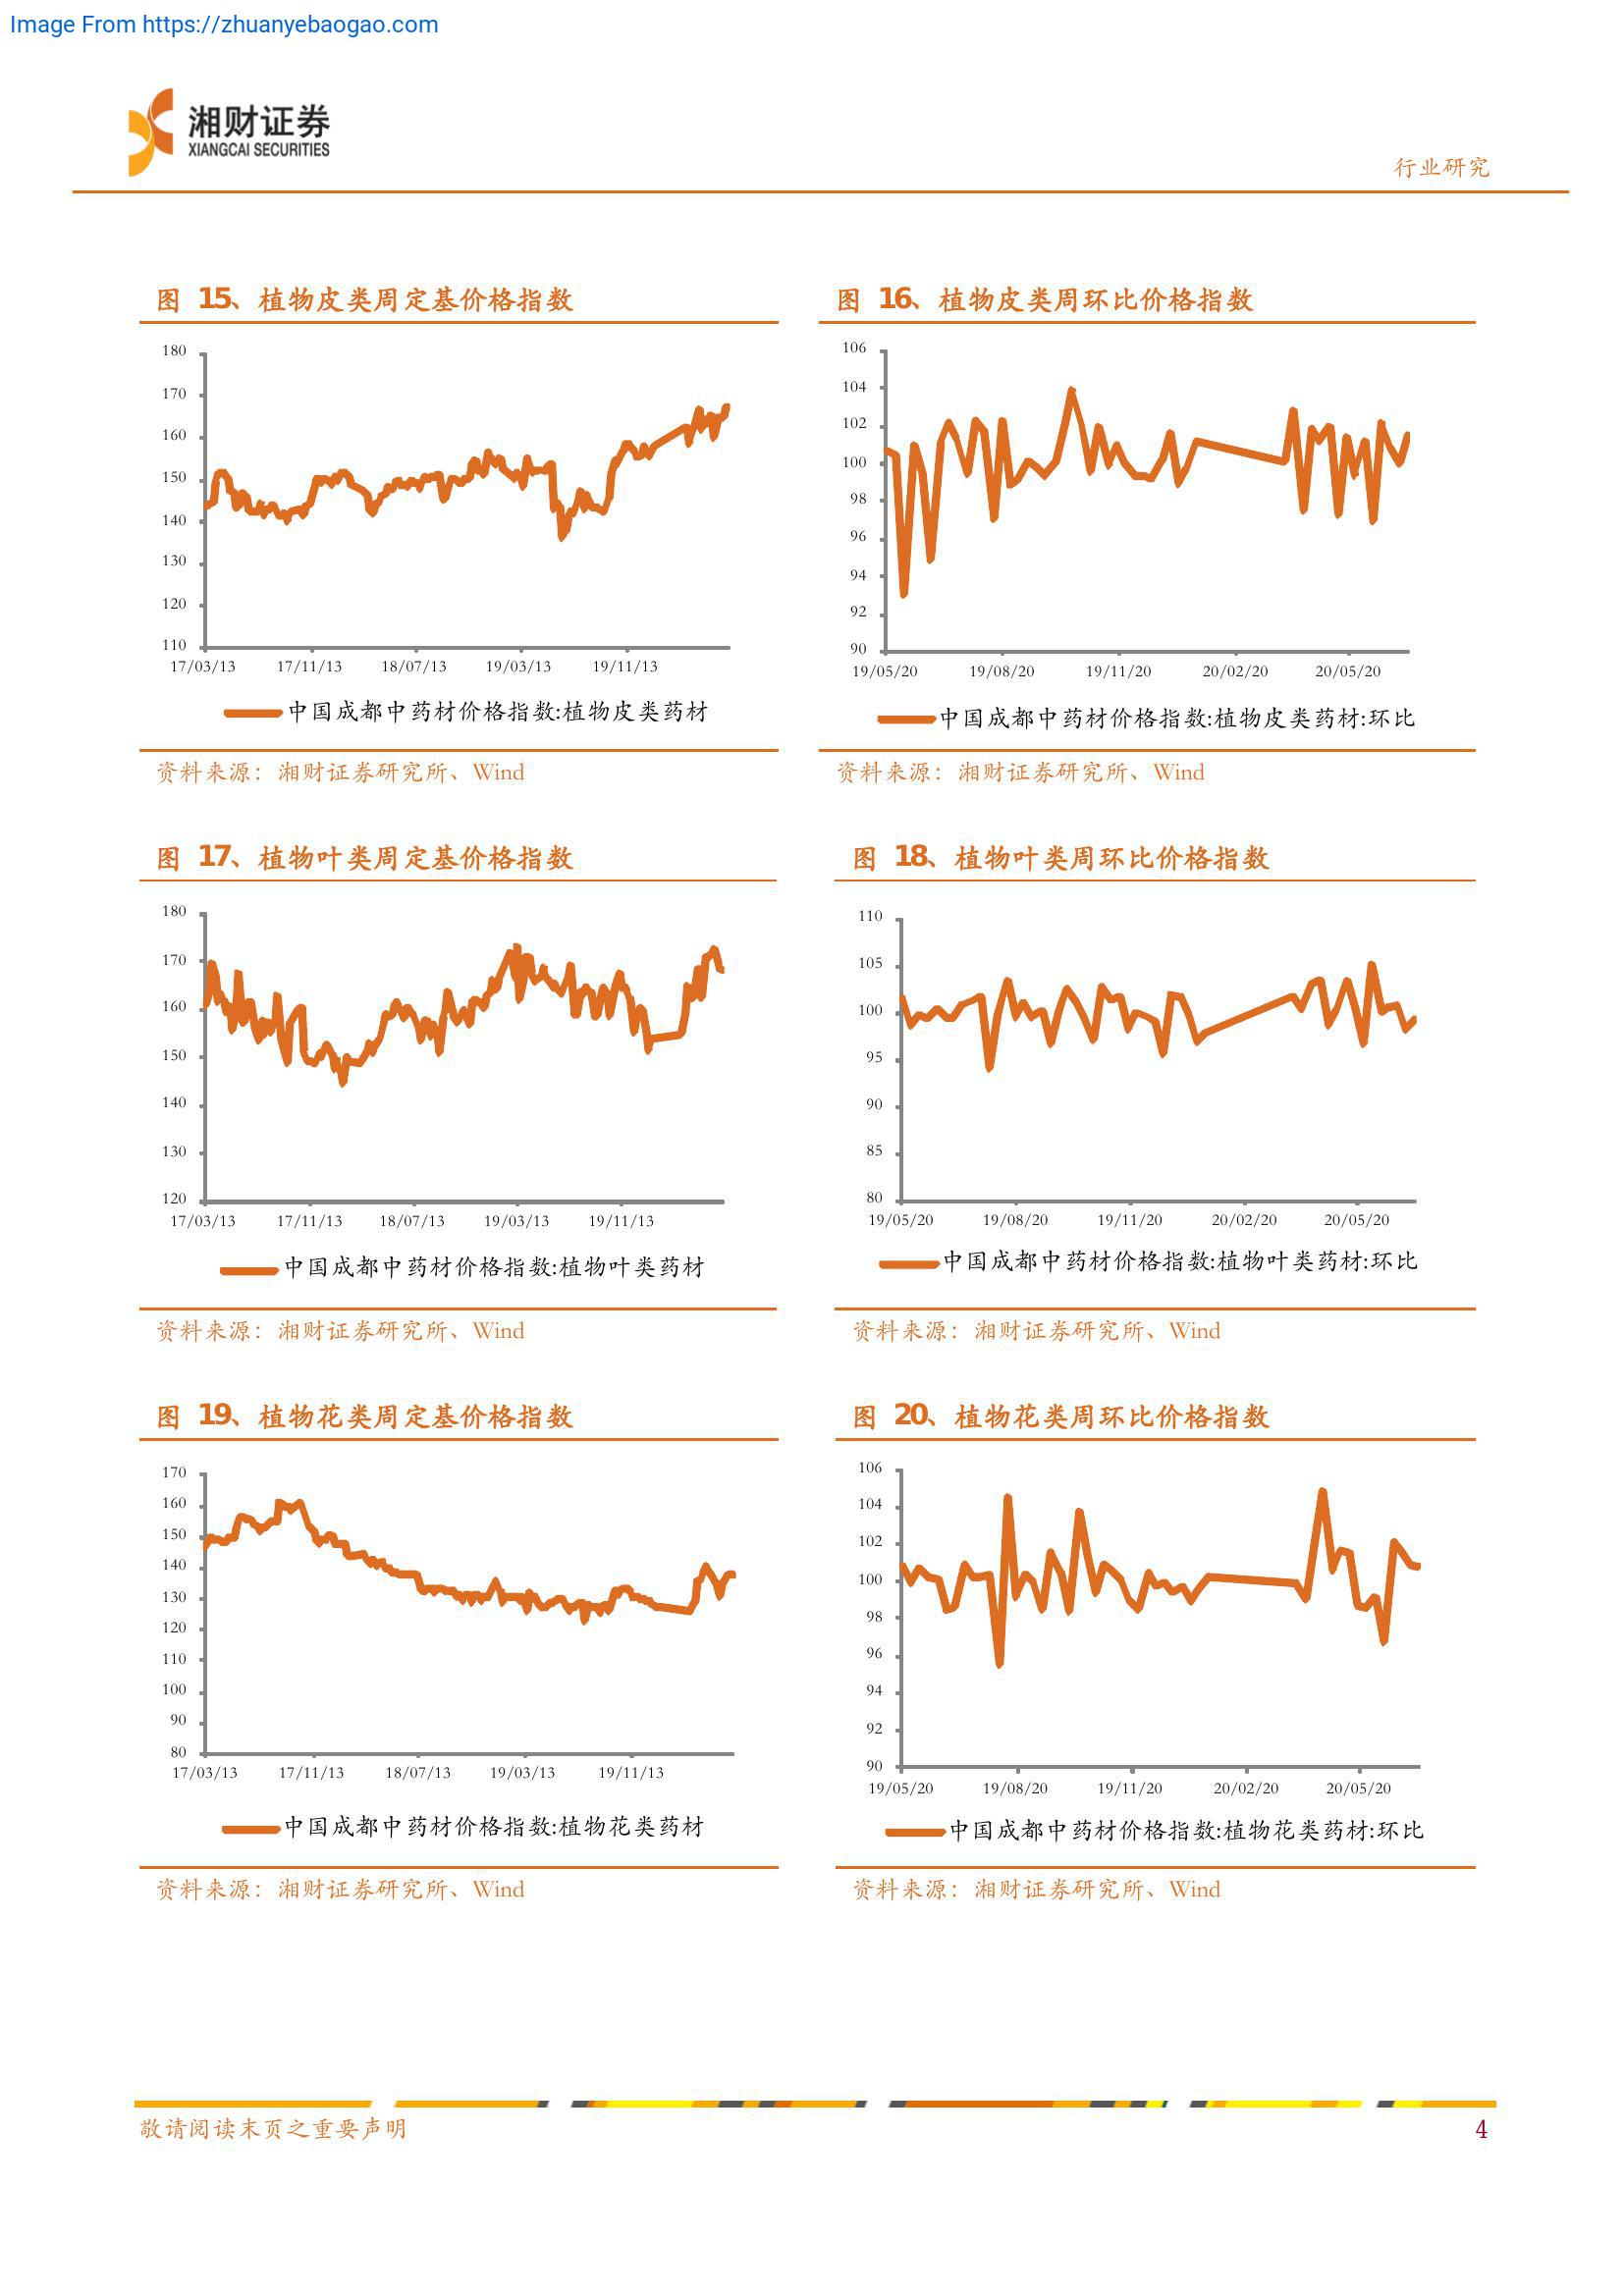 Image From https://zhuanyebaogao.com
湘财证券
XIANGCAI SECURITIES
行业研究
图 15、植物皮类周定基价格指数
180
170
160
150
140
130
120
110
17/03/13 17/11/13 18/07/13 19/03/13 19/11/13
中国成都中药材价格指数:植物皮类药材
资料来源：湘财证券研究所、Wind
图 16、植物皮类周环比价格指数
106
104
102
100
98
96
94
92
90
19/05/20 19/08/20 19/11/20 20/02/20 20/05/20
中国成都中药材价格指数:植物皮类药材:环比
资料来源：湘财证券研究所、Wind
图 17、植物叶类周定基价格指数
180
170
160
150
140
130
120
17/03/13 17/11/13 18/07/13 19/03/13 19/11/13
中国成都中药材价格指数:植物叶类药材
资料来源：湘财证券研究所、Wind
图 18、植物叶类周环比价格指数
110
105
100
95
90
85
80
19/05/20 19/08/20 19/11/20 20/02/20 20/05/20
中国成都中药材价格指数:植物叶类药材:环比
资料来源：湘财证券研究所、Wind
图 19、植物花类周定基价格指数
170
160
150
140
130
120
110
100
90
80
17/03/13 17/11/13 18/07/13 19/03/13 19/11/13
中国成都中药材价格指数:植物花类药材
资料来源：湘财证券研究所、Wind
图 20、植物花类周环比价格指数
106
104
102
100
98
96
94
92
90
19/05/20 19/08/20 19/11/20 20/02/20 20/05/20
中国成都中药材价格指数:植物花类药材:环比
资料来源：湘财证券研究所、Wind
敬请阅读末页之重要声明
4